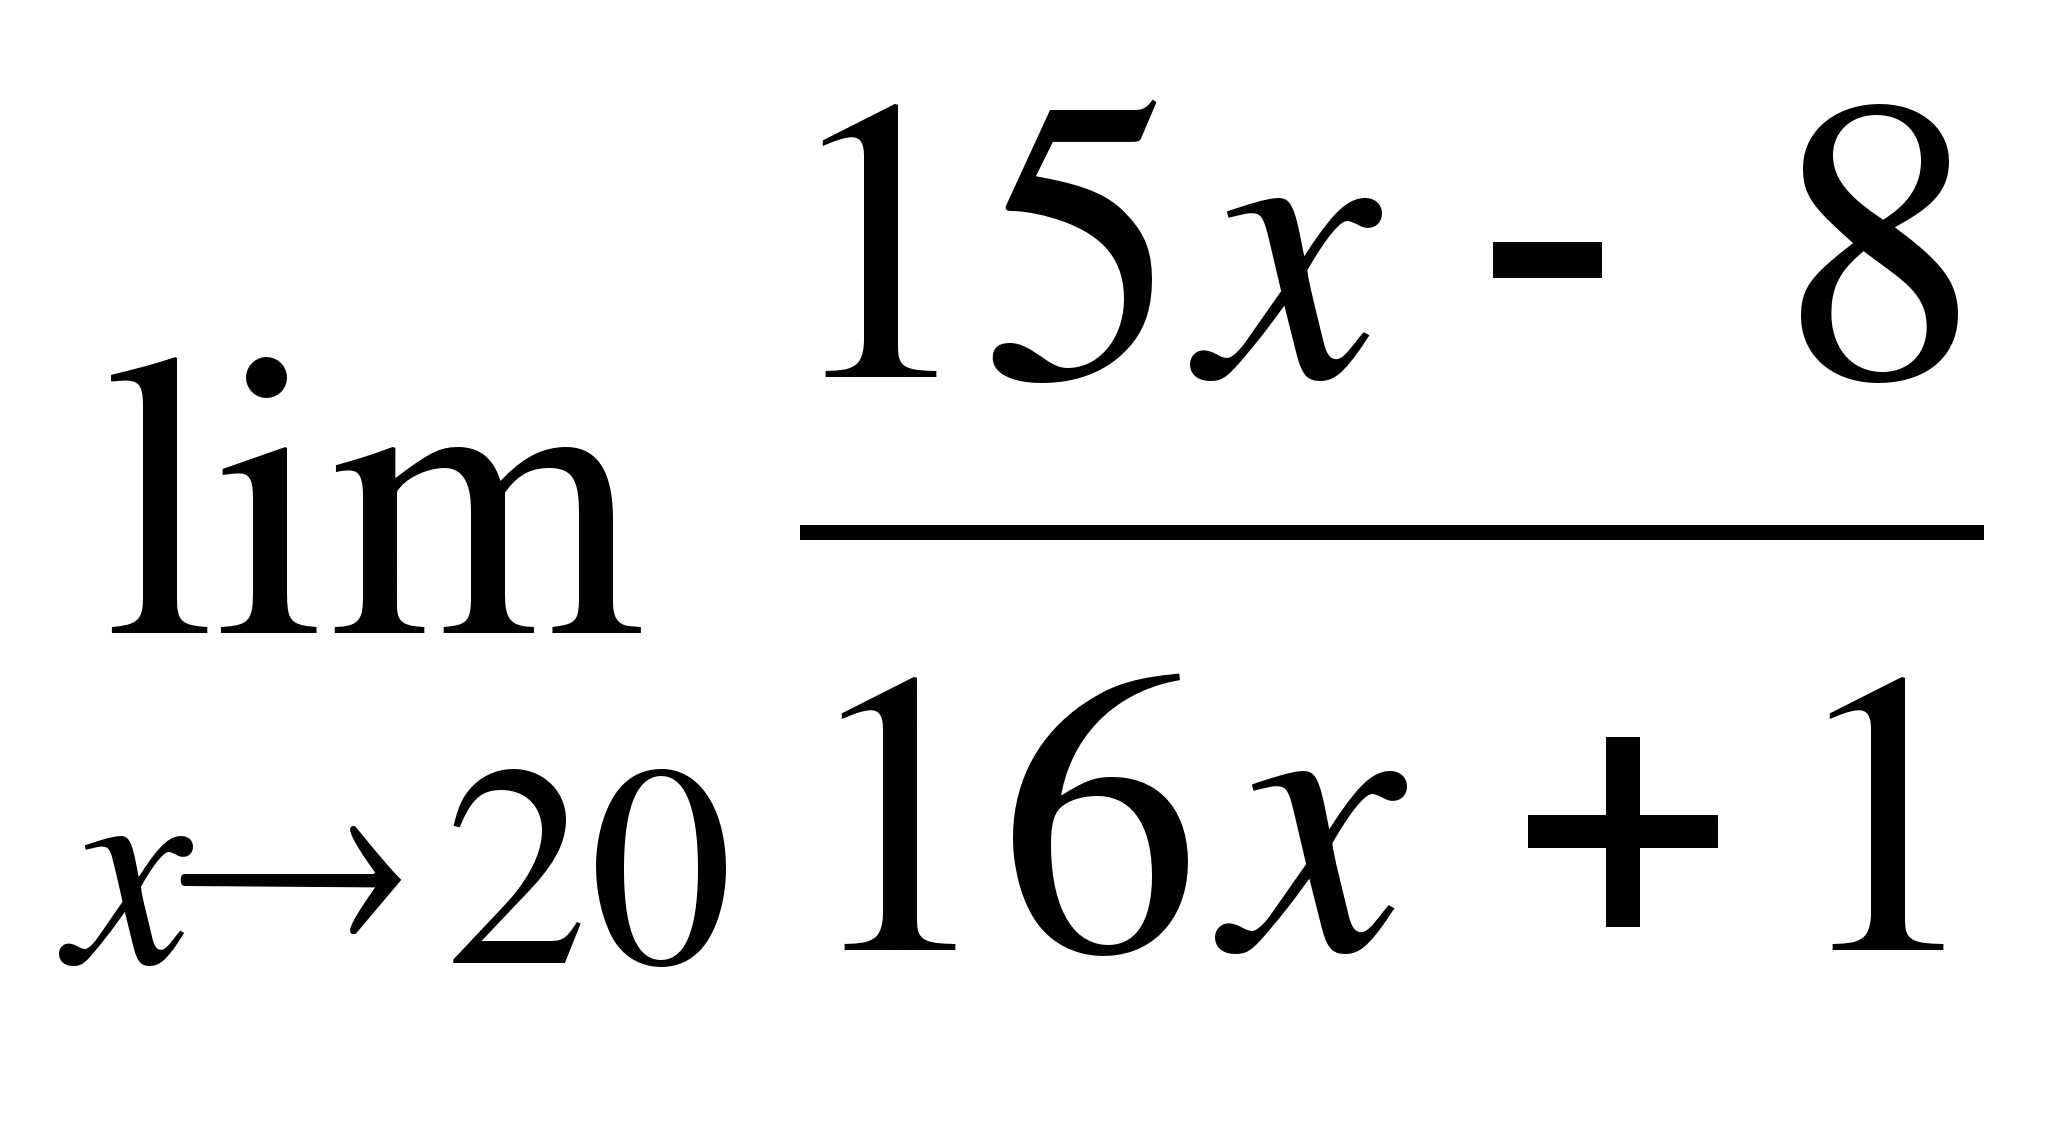 lim 15x - 8
x→20 16x + 1